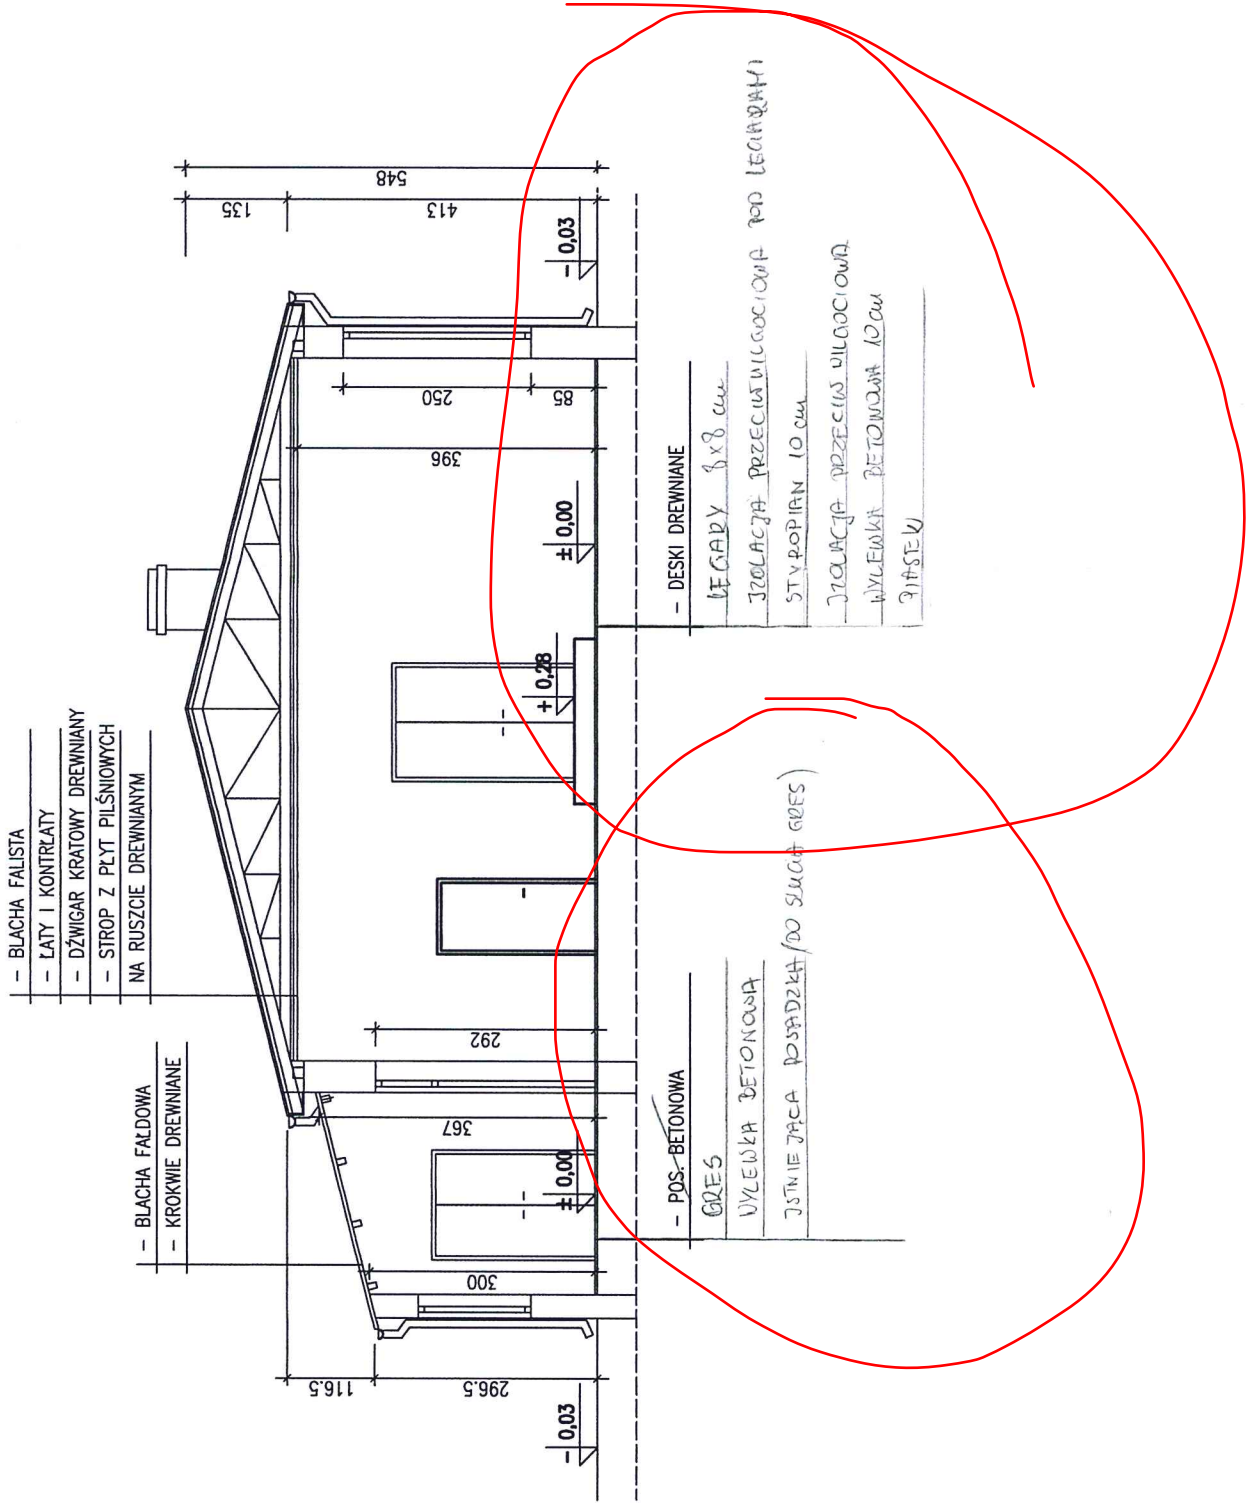 - BLACHA FALISTA
- ŁATY I KONTRŁATY
- DŹWIGAR KRATOWY DREWNIANY
- STROP Z PŁYT PILŚNIOWYCH
NA RUSZCIE DREWNIANYM
- BLACHA FAŁDOWA
- KROKWIE DREWNIANE
548
135
413
- 0,03
250
85
396
± 0,00
+ 0,28
292
367
± 0,00
300
116.5
296.5
- 0,03
- DESKI DREWNIANE
LEGARY 8x8 cm
IZOLACJA PRZECIWWILGOCIOWA POD LEGARAMI
STYROPIAN 10 cm
IZOLACJA PRZECIWWILGOCIOWA
WYLEWKA BETONOWA 10 cm
PIASTEK
- POS. BETONOWA
GRES
WYLEWKA BETONOWA
ISTNIEJĄCA POSADZKA (DO SKUCIA GRES)